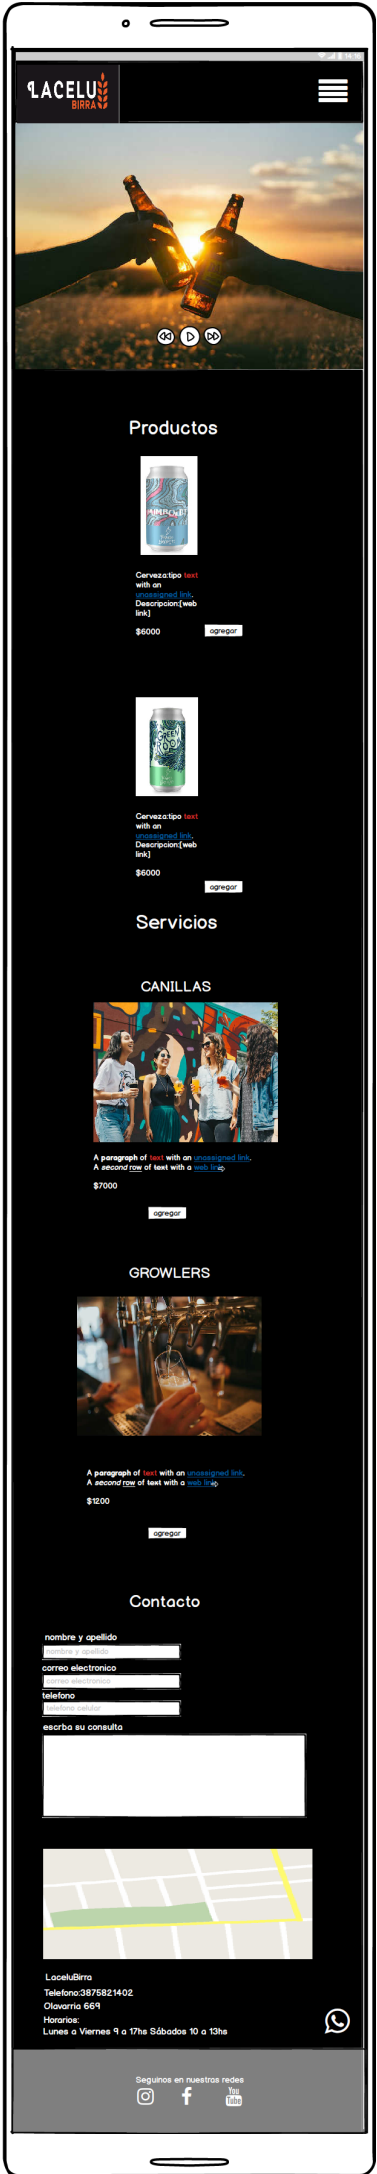 14:16
LACELU
BIRRA
Productos
HUMBOLDT
Cerveza:tipo text
with an
unassigned link.
Descripcion:[web
link]
$6000
agregar
GREEN
ROOM
Cerveza:tipo text
with an
unassigned link.
Descripcion:[web
link]
$6000
agregar
Servicios
CANILLAS
A paragraph of text with an unassigned link.
A second row of text with a web link
$7000
agregar
GROWLERS
A paragraph of text with an unassigned link.
A second row of text with a web link
$1200
agregar
Contacto
nombre y apellido
nombre y apellido
correo electronico
correo electronico
telefono
telefono celular
escrba su consulta
LaceluBirra
Telefono:3875821402
Olavarria 669
Horarios:
Lunes a Viernes 9 a 17hs Sábados 10 a 13hs
Seguinos en nuestras redes
You
Tube